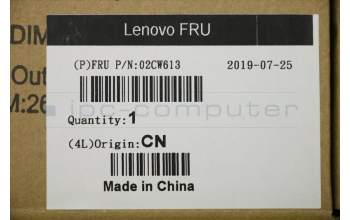 DIM
Lenovo FRU
(P)FRU P/N:02CW613 2019-07-25
Out
M:26
ipc-computer
Quantity:1
(4L)Origin:CN
Made in China